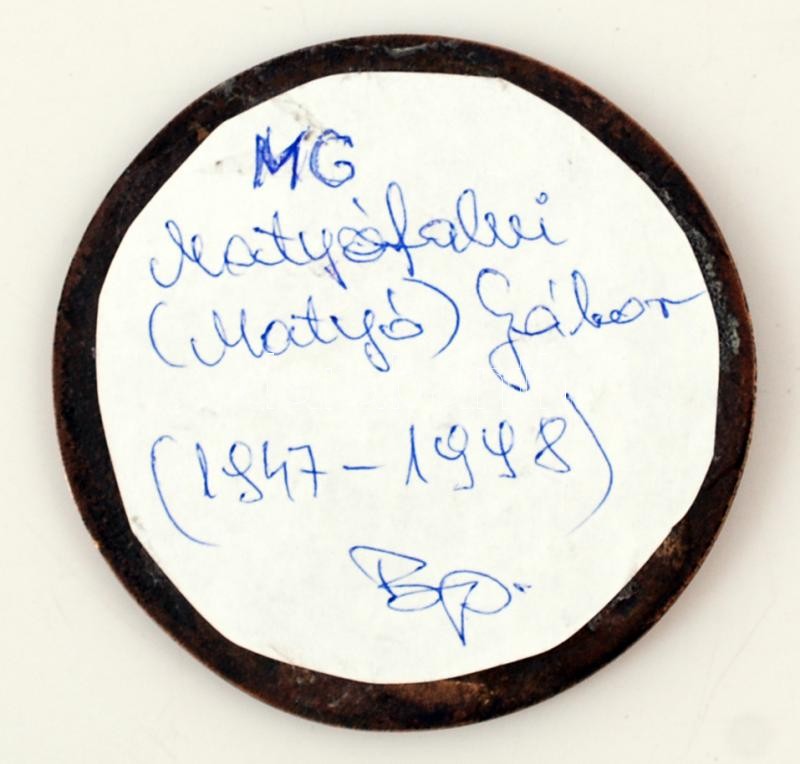 MG
Matyófalvi
(Matyó) Gábor
(1947-1998)
Bp.